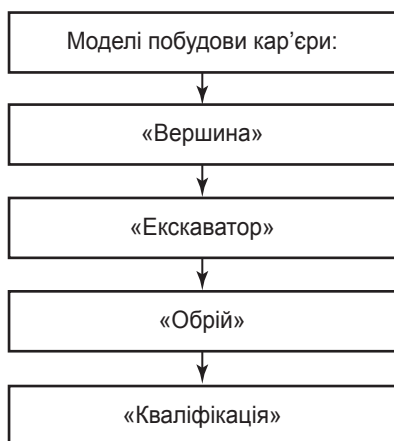 Моделі побудови кар’єри:
«Вершина»
«Екскаватор»
«Обрій»
«Кваліфікація»